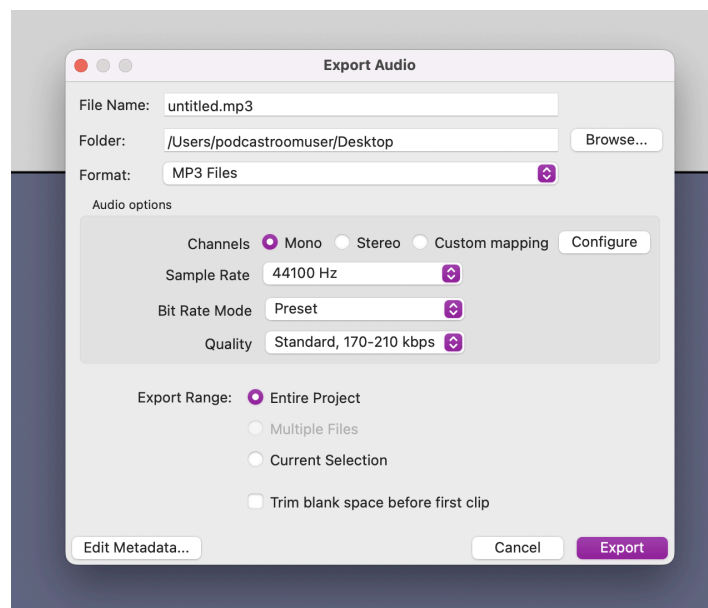 Export Audio
File Name: untitled.mp3
Folder: /Users/podcastroomuser/Desktop Browse...
Format: MP3 Files
Audio options
Channels Mono Stereo Custom mapping Configure
Sample Rate 44100 Hz
Bit Rate Mode Preset
Quality Standard, 170-210 kbps
Export Range: Entire Project
Multiple Files
Current Selection
Trim blank space before first clip
Edit Metadata... Cancel Export